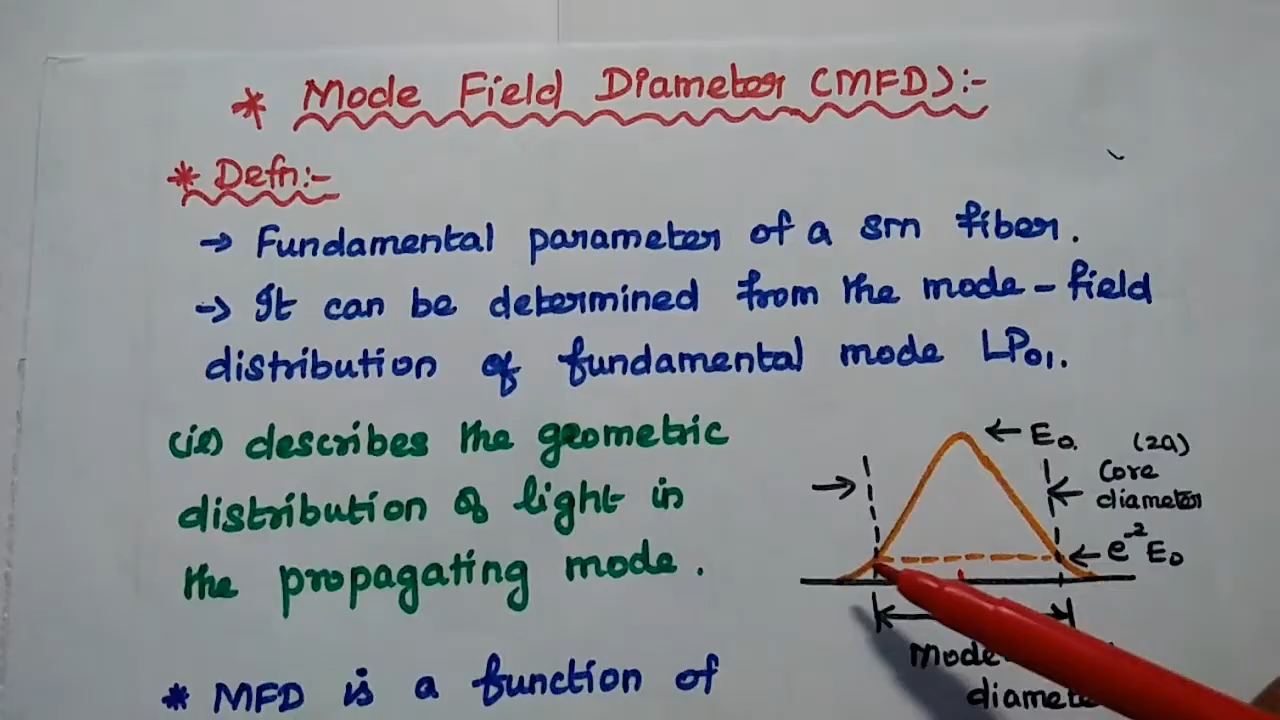 * Mode Field Diameter (MFD):-
* Defn:-
→ Fundamental parameter of a sm fiber.
→ It can be determined from the mode-field
distribution of fundamental mode LP01.
(ie) describes the geometric
distribution of light in
the propagating mode.
* MFD is a function of
← E0
(2a)
Core
diameter
← e-2 E0
Mode
diameter